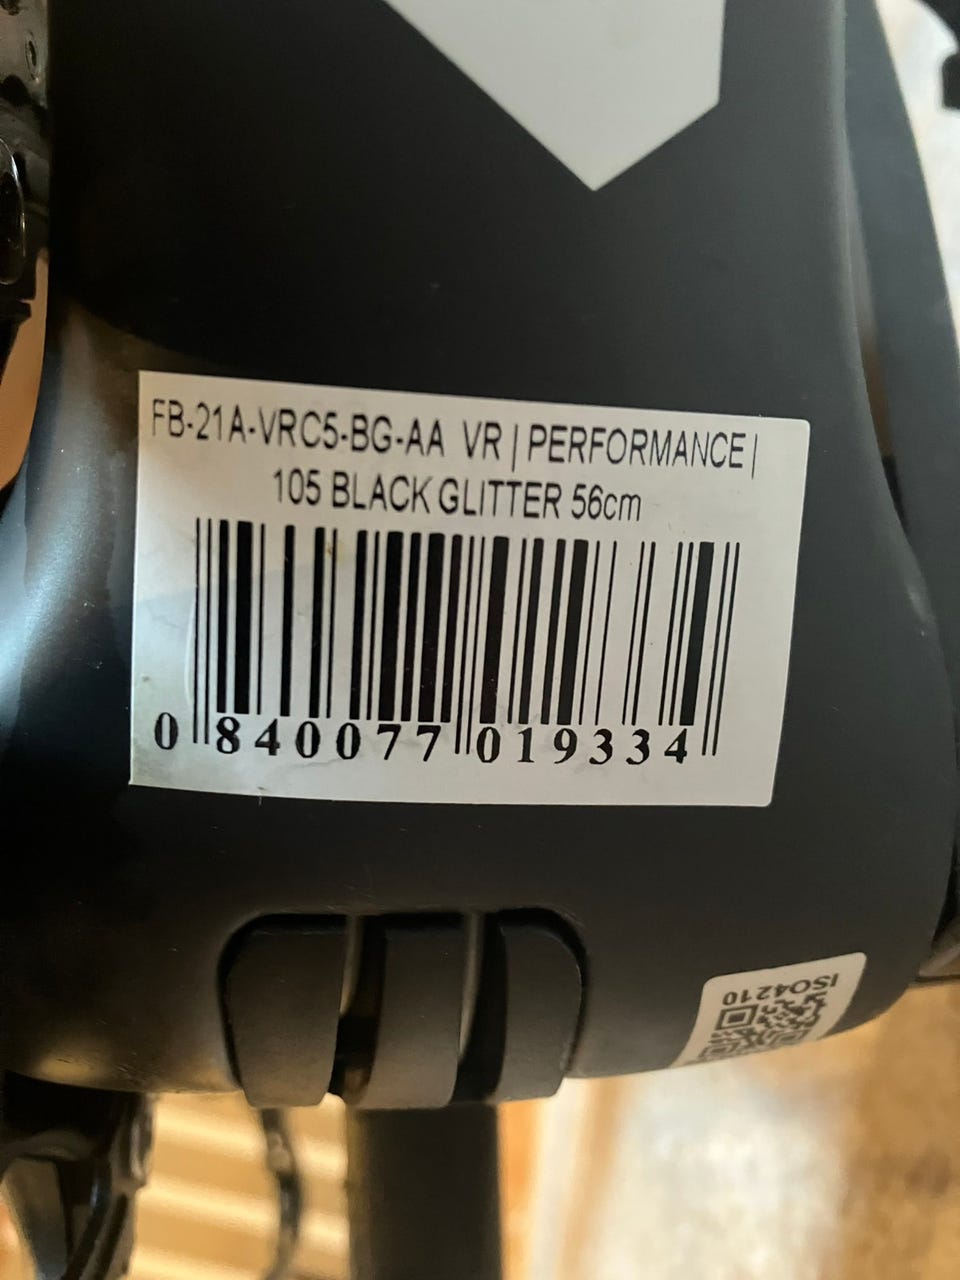 FB-21A-VRC5-BG-AA VR | PERFORMANCE |
105 BLACK GLITTER 56cm
0 840077 019334
ISO4210